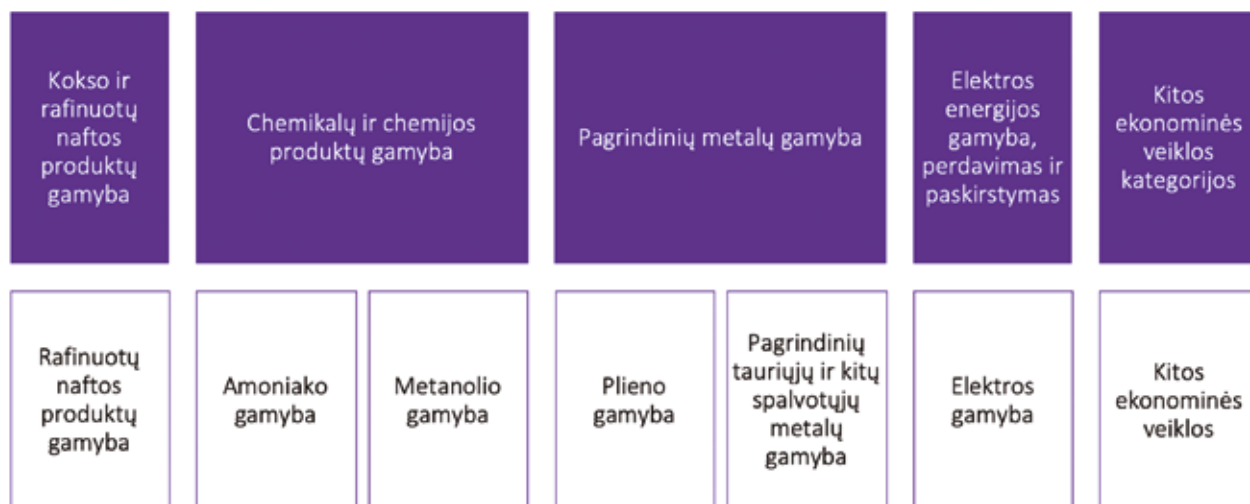 Kokso ir
rafinuotų
naftos
produktų
gamyba
Chemikalų ir chemijos
produktų gamyba
Pagrindinių metalų gamyba
Elektros
energijos
gamyba,
perdavimas ir
paskirstymas
Kitos
ekonominės
veiklos
kategorijos
Rafinuotų
naftos
produktų
gamyba
Amoniako
gamyba
Metanolio
gamyba
Plieno
gamyba
Pagrindinių
tauriųjų ir kitų
spalvotųjų
metalų
gamyba
Elektros
gamyba
Kitos
ekonominės
veiklos